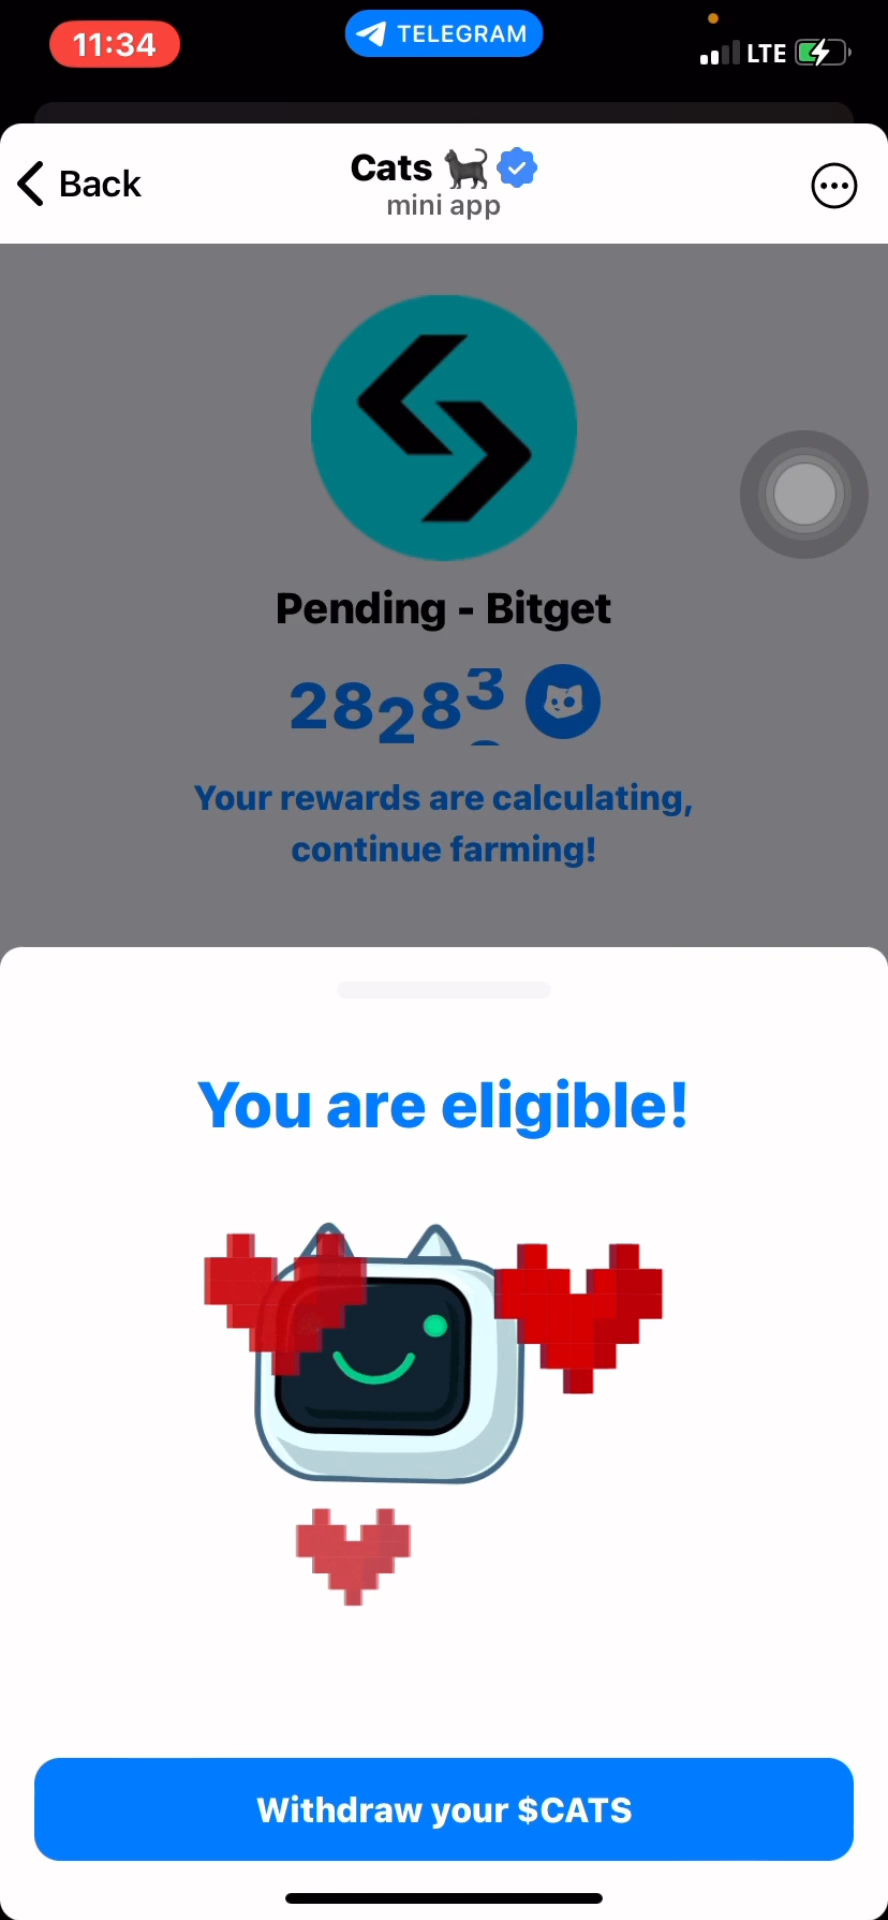 11:34
TELEGRAM
LTE
Back
Cats
mini app
Pending - Bitget
28283
Your rewards are calculating,
continue farming!
You are eligible!
Withdraw your $CATS